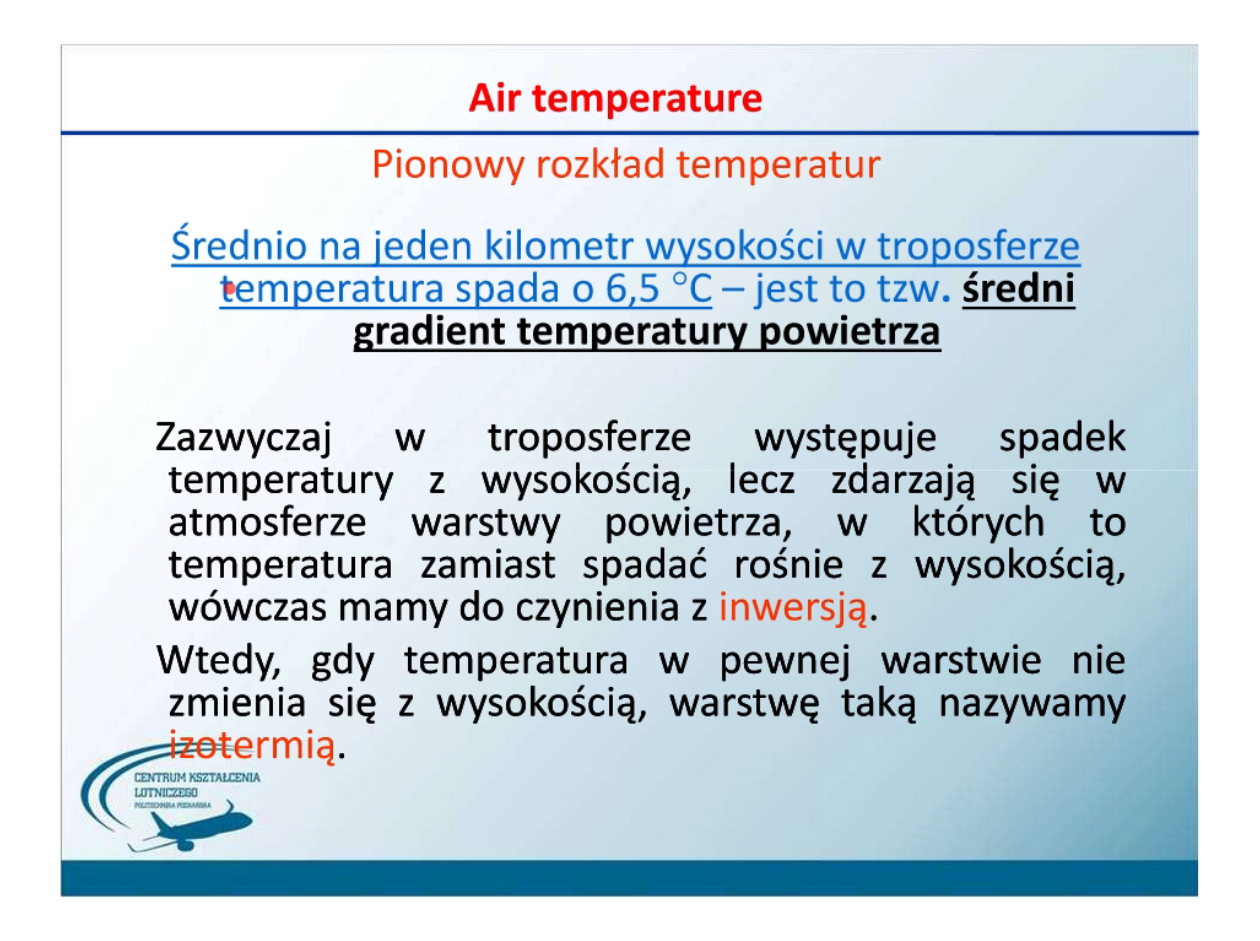 Air temperature
Pionowy rozkład temperatur
Średnio na jeden kilometr wysokości w troposferze
temperatura spada o 6,5 °C – jest to tzw. średni
gradient temperatury powietrza
Zazwyczaj w troposferze występuje spadek
temperatury z wysokością, lecz zdarzają się w
atmosferze warstwy powietrza, w których to
temperatura zamiast spadać rośnie z wysokością,
wówczas mamy do czynienia z inwersją.
Wtedy, gdy temperatura w pewnej warstwie nie
zmienia się z wysokością, warstwę taką nazywamy
izotermią.
CENTRUM KSZTAŁCENIA
LOTNICZEGO
POLITECHNIKA POZNAŃSKA